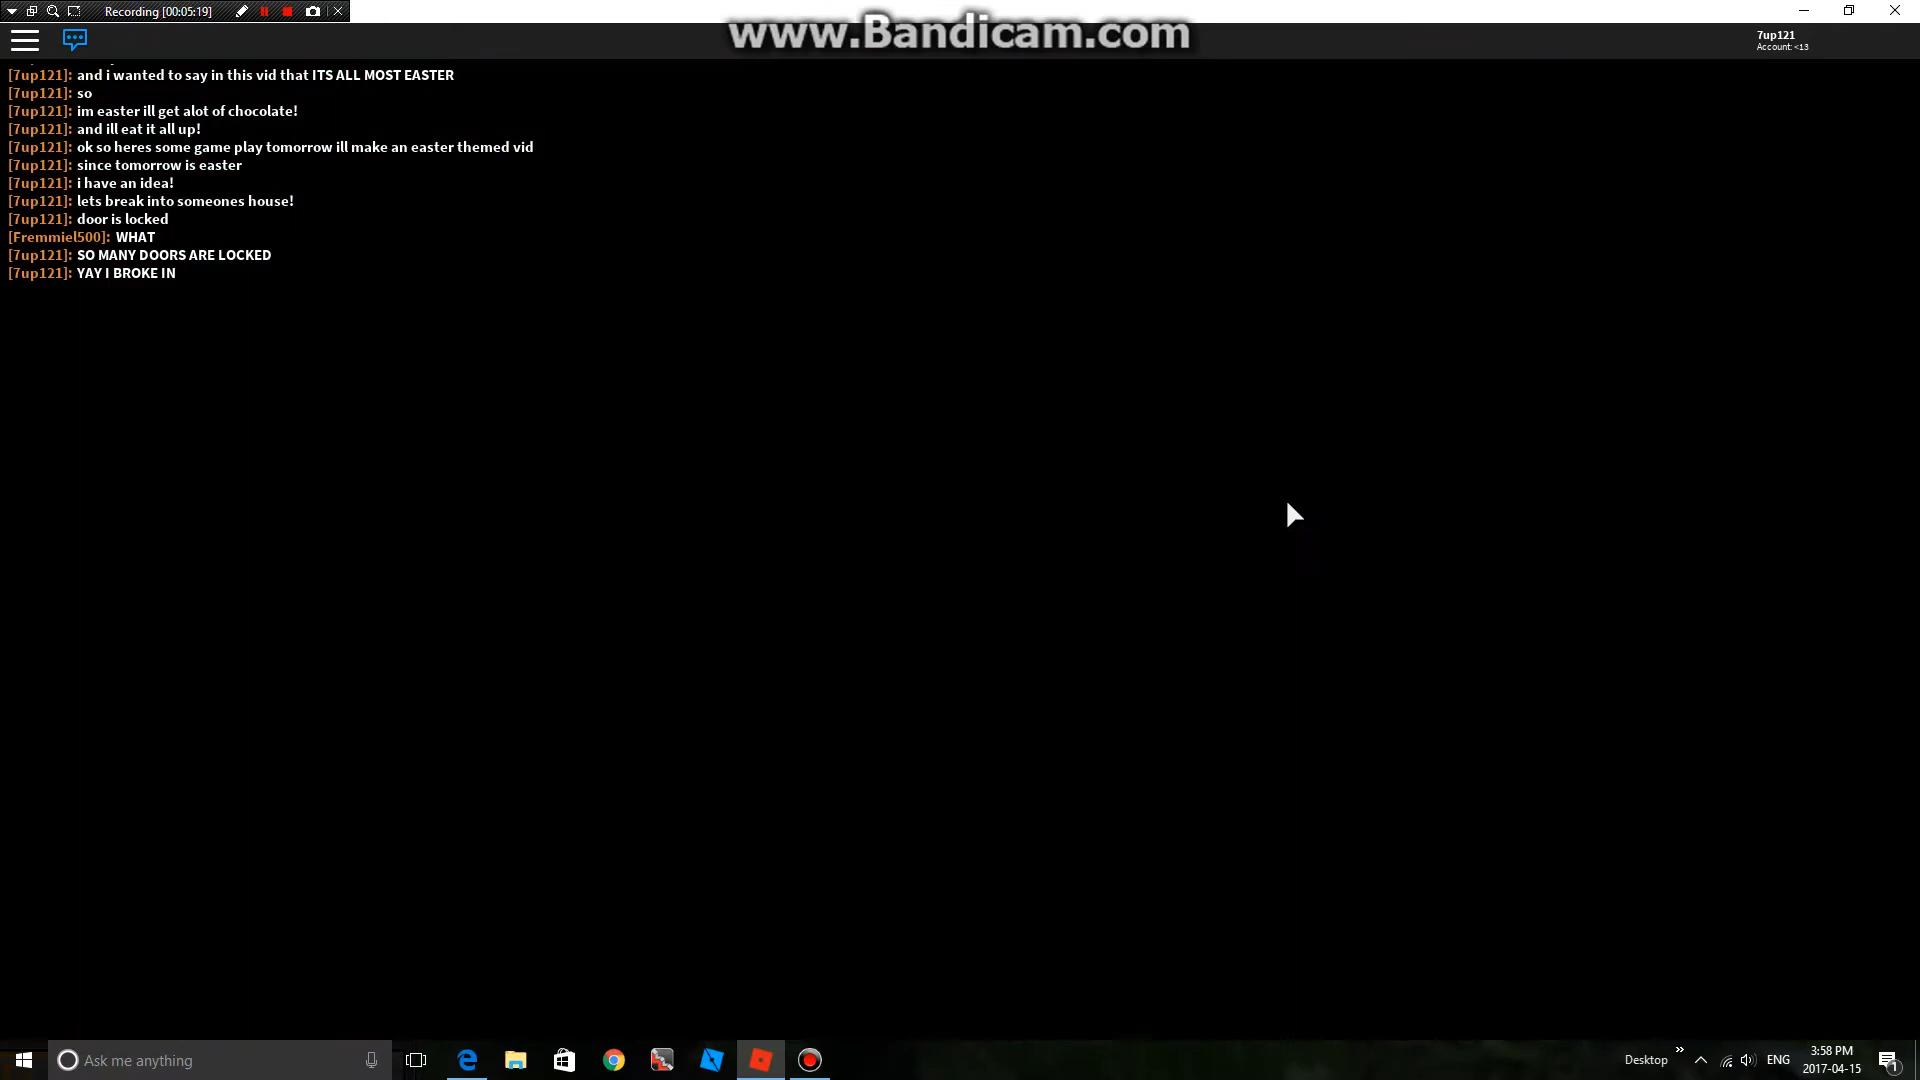 Recording [00:05:19]
www.Bandicam.com
7up121
Account: <13
[7up121]: and i wanted to say in this vid that ITS ALL MOST EASTER
[7up121]: so
[7up121]: im easter ill get alot of chocolate!
[7up121]: and ill eat it all up!
[7up121]: ok so heres some game play tomorrow ill make an easter themed vid
[7up121]: since tomorrow is easter
[7up121]: i have an idea!
[7up121]: lets break into someones house!
[7up121]: door is locked
[Fremmiel500]: WHAT
[7up121]: SO MANY DOORS ARE LOCKED
[7up121]: YAY I BROKE IN
Ask me anything
Desktop
ENG
3:58 PM
2017-04-15
1